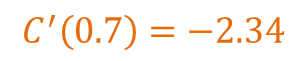 C′(0.7) = −2.34